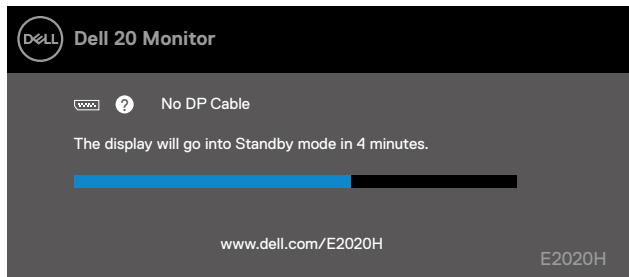 DELL Dell 20 Monitor
? No DP Cable
The display will go into Standby mode in 4 minutes.
www.dell.com/E2020H
E2020H